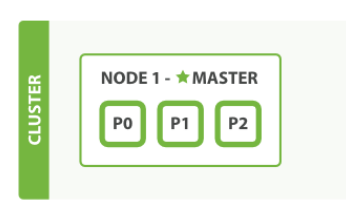 CLUSTER
NODE 1 - ★ MASTER
P0 P1 P2